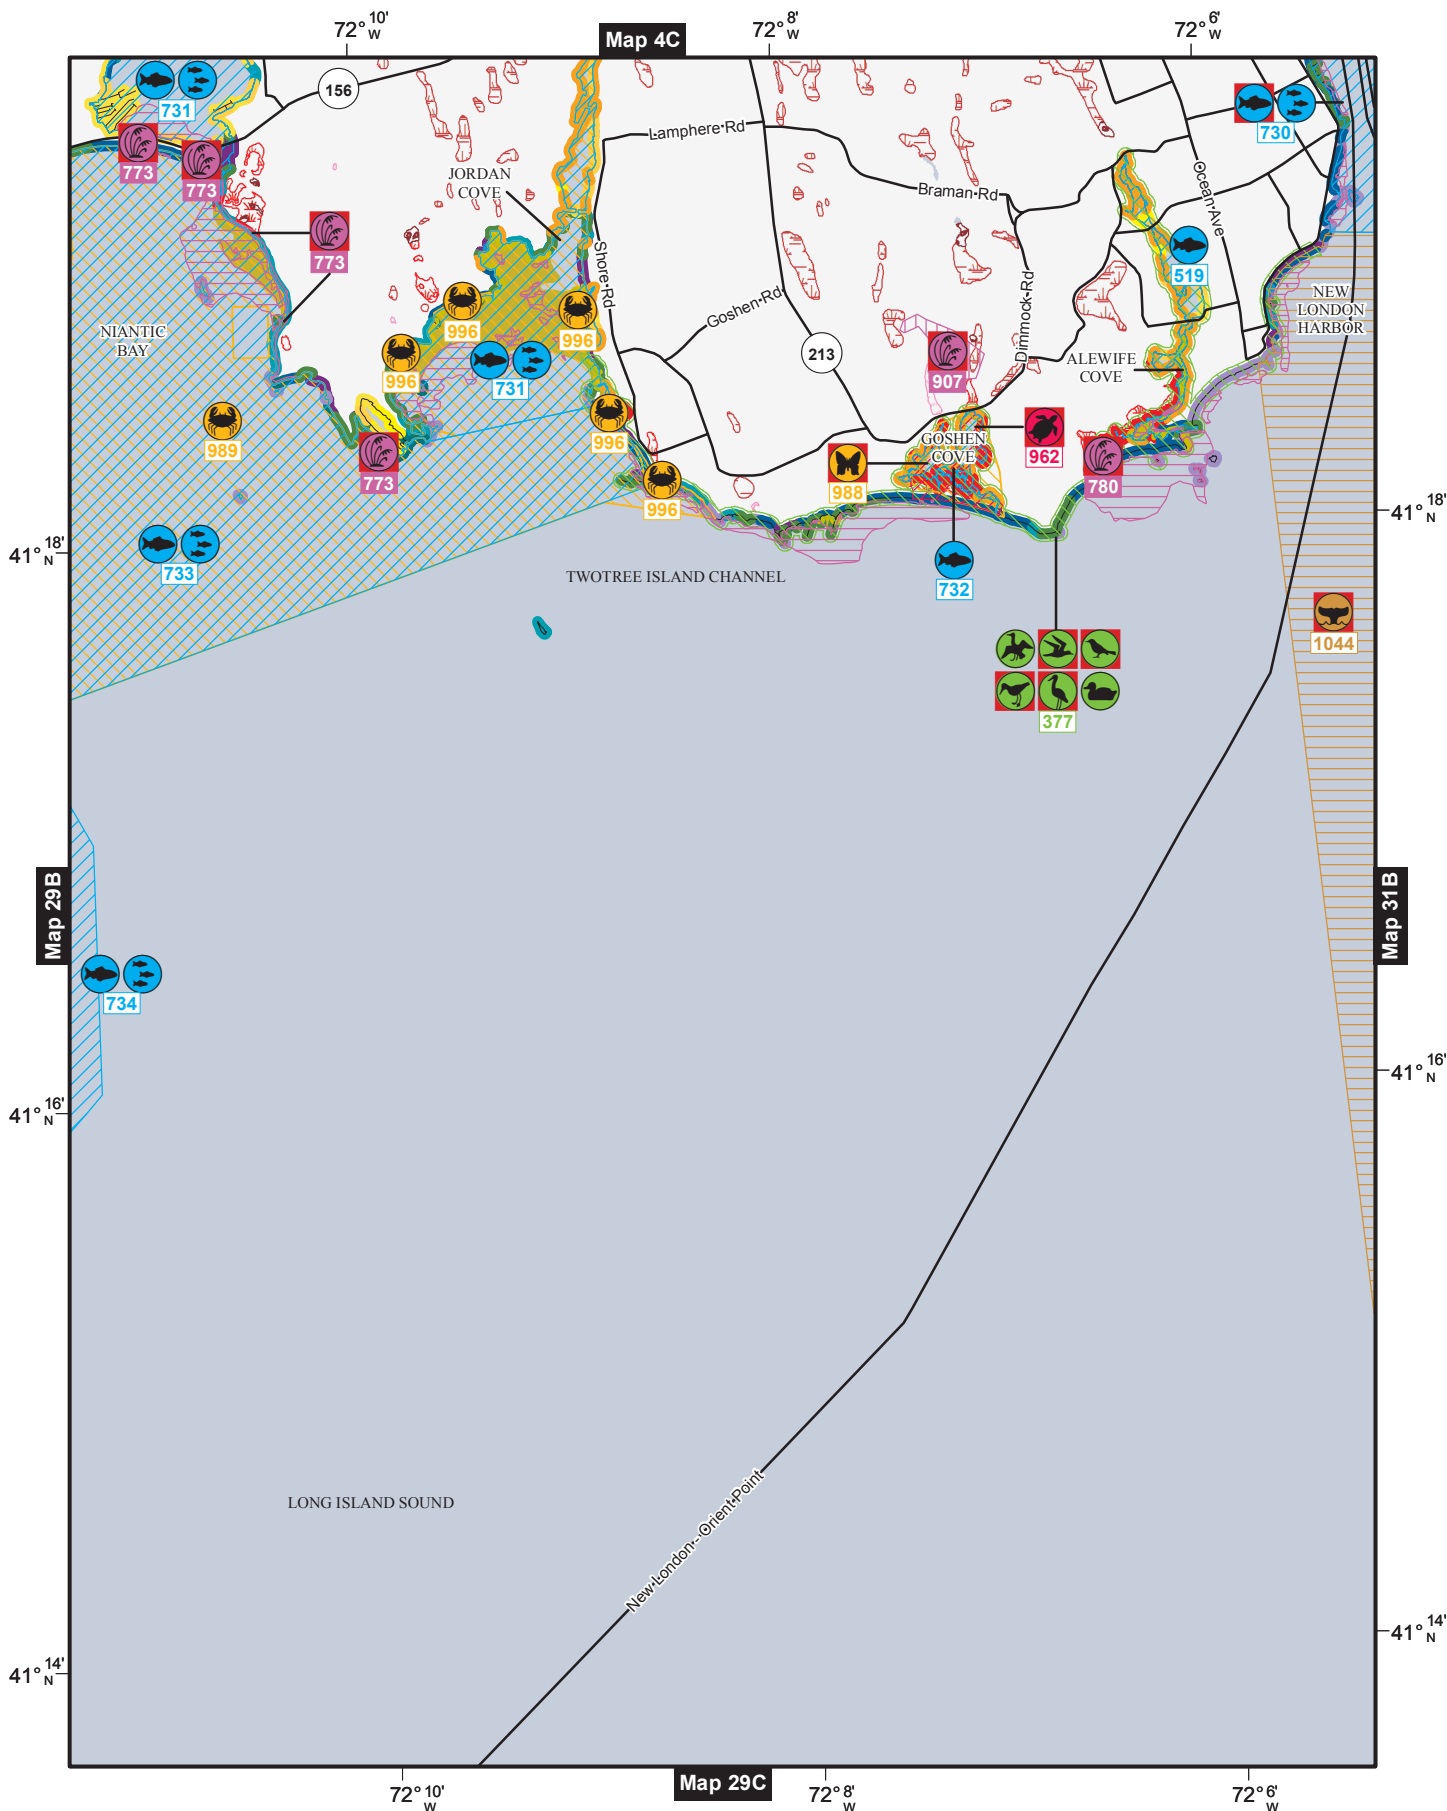 72° 10' W
Map 4C
72° 8' W
72° 6' W
156
731
730
Lamphere Rd
773
773
JORDAN
COVE
Braman Rd
Ocean Ave
773
519
Shore Rd
Goshen Rd
Dimmock Rd
NEW
LONDON
HARBOR
NIANTIC
BAY
996
996
213
ALEWIFE
COVE
996
731
907
989
996
GOSHEN
COVE
962
773
988
780
996
41° 18' N
41° 18' N
733
TWOTREE ISLAND CHANNEL
732
1044
377
Map 29B
Map 31B
734
41° 16' N
41° 16' N
LONG ISLAND SOUND
New London - Orient Point
41° 14' N
41° 14' N
72° 10' W
Map 29C
72° 8' W
72° 6' W